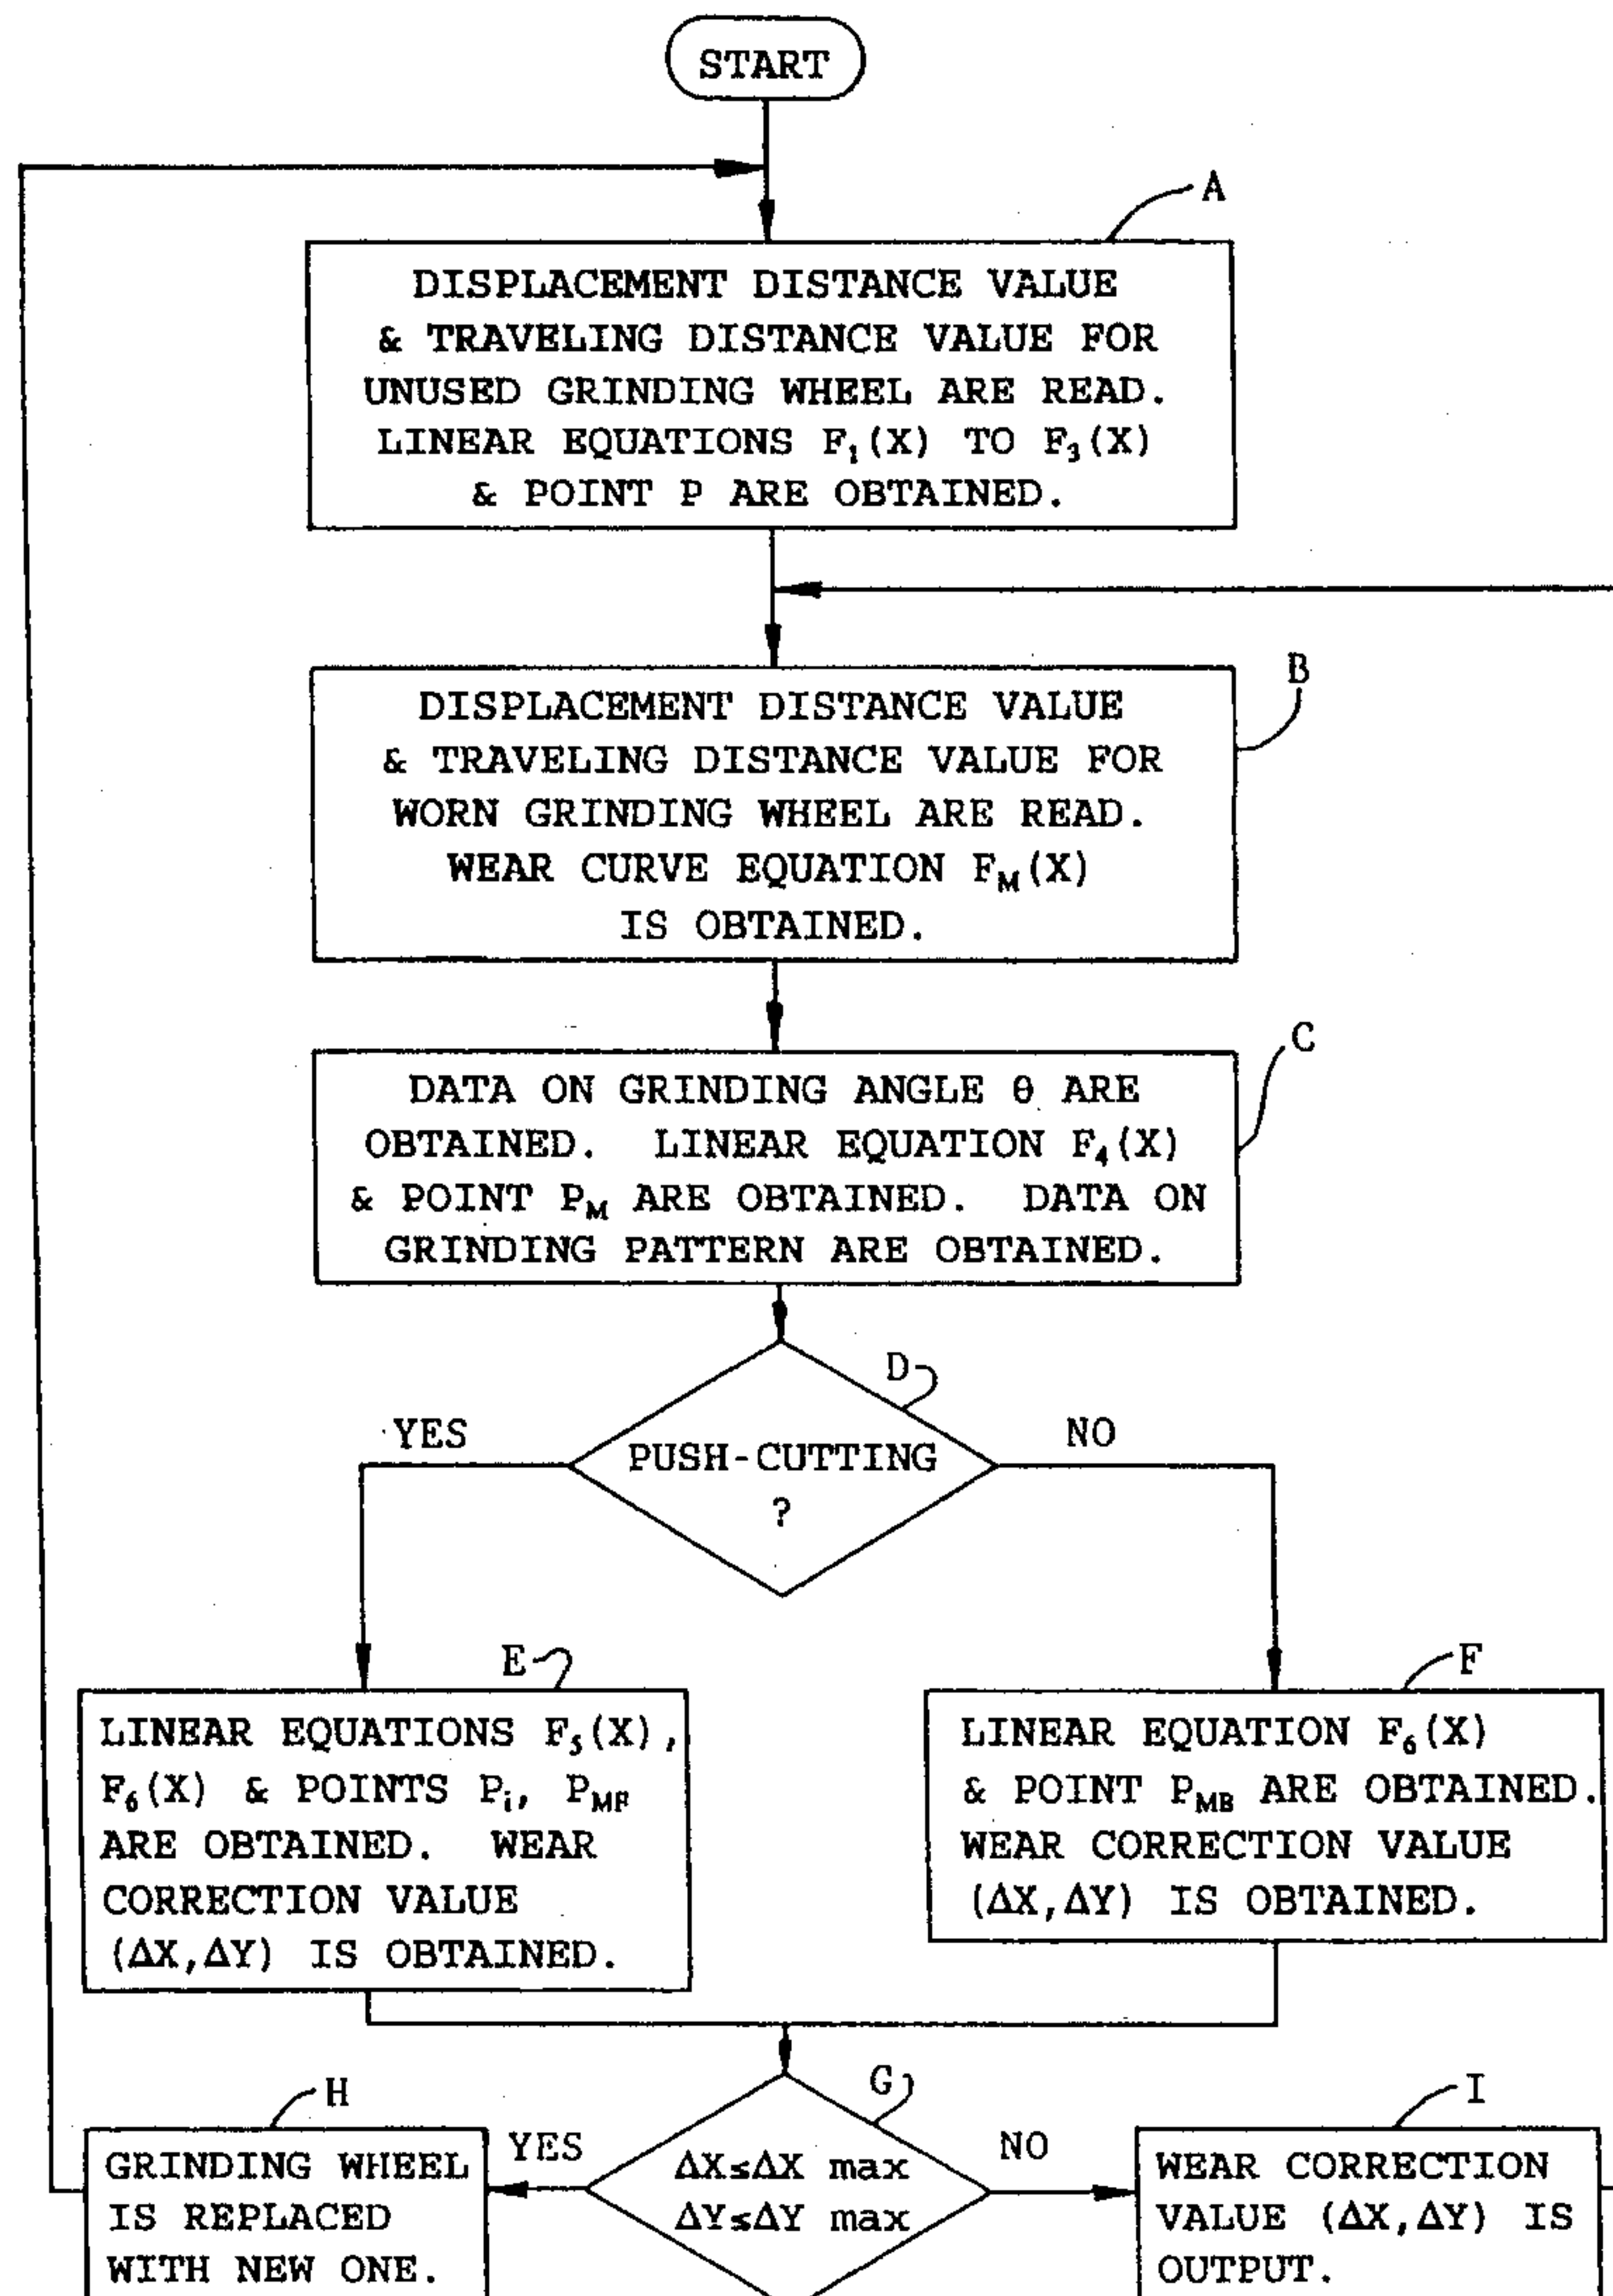 START
A
DISPLACEMENT DISTANCE VALUE
& TRAVELING DISTANCE VALUE FOR
UNUSED GRINDING WHEEL ARE READ.
LINEAR EQUATIONS F₁(X) TO F₃(X)
& POINT P ARE OBTAINED.
B
DISPLACEMENT DISTANCE VALUE
& TRAVELING DISTANCE VALUE FOR
WORN GRINDING WHEEL ARE READ.
WEAR CURVE EQUATION F_M(X)
IS OBTAINED.
C
DATA ON GRINDING ANGLE θ ARE
OBTAINED. LINEAR EQUATION F₄(X)
& POINT P_M ARE OBTAINED. DATA ON
GRINDING PATTERN ARE OBTAINED.
D
YES
NO
PUSH-CUTTING
?
E
LINEAR EQUATIONS F₅(X),
F₆(X) & POINTS P_i, P_MF
ARE OBTAINED. WEAR
CORRECTION VALUE
(ΔX,ΔY) IS OBTAINED.
F
LINEAR EQUATION F₆(X)
& POINT P_MB ARE OBTAINED.
WEAR CORRECTION VALUE
(ΔX,ΔY) IS OBTAINED.
H
GRINDING WHEEL
IS REPLACED
WITH NEW ONE.
YES
G
ΔX≤ΔX max
ΔY≤ΔY max
NO
I
WEAR CORRECTION
VALUE (ΔX,ΔY) IS
OUTPUT.